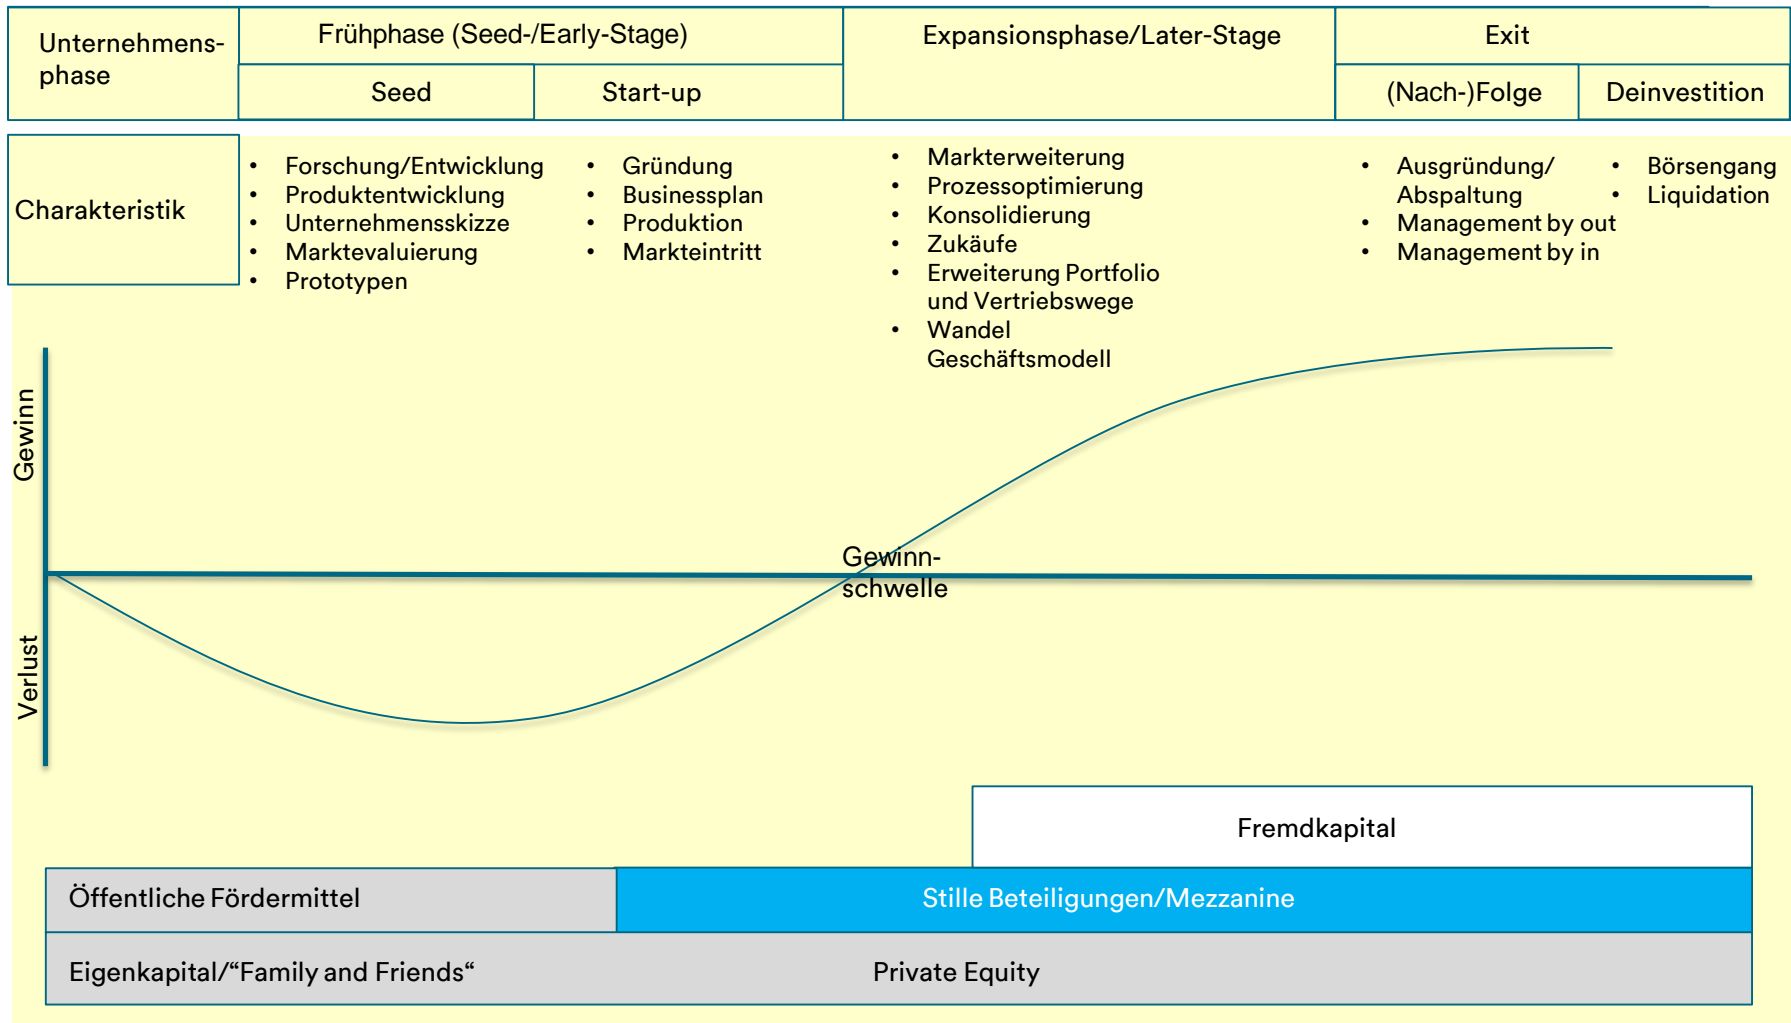 Unternehmens-
phase
Frühphase (Seed-/Early-Stage)
Expansionsphase/Later-Stage
Exit
Seed
Start-up
(Nach-)Folge
Deinvestition
Charakteristik
• Forschung/Entwicklung
• Produktentwicklung
• Unternehmensskizze
• Marktevaluierung
• Prototypen
• Gründung
• Businessplan
• Produktion
• Markteintritt
• Markterweiterung
• Prozessoptimierung
• Konsolidierung
• Zukäufe
• Erweiterung Portfolio
und Vertriebswege
• Wandel
Geschäftsmodell
• Ausgründung/
Abspaltung
• Management by out
• Management by in
• Börsengang
• Liquidation
Gewinn
Verlust
Gewinn-
schwelle
Fremdkapital
Öffentliche Fördermittel
Stille Beteiligungen/Mezzanine
Eigenkapital/“Family and Friends“
Private Equity